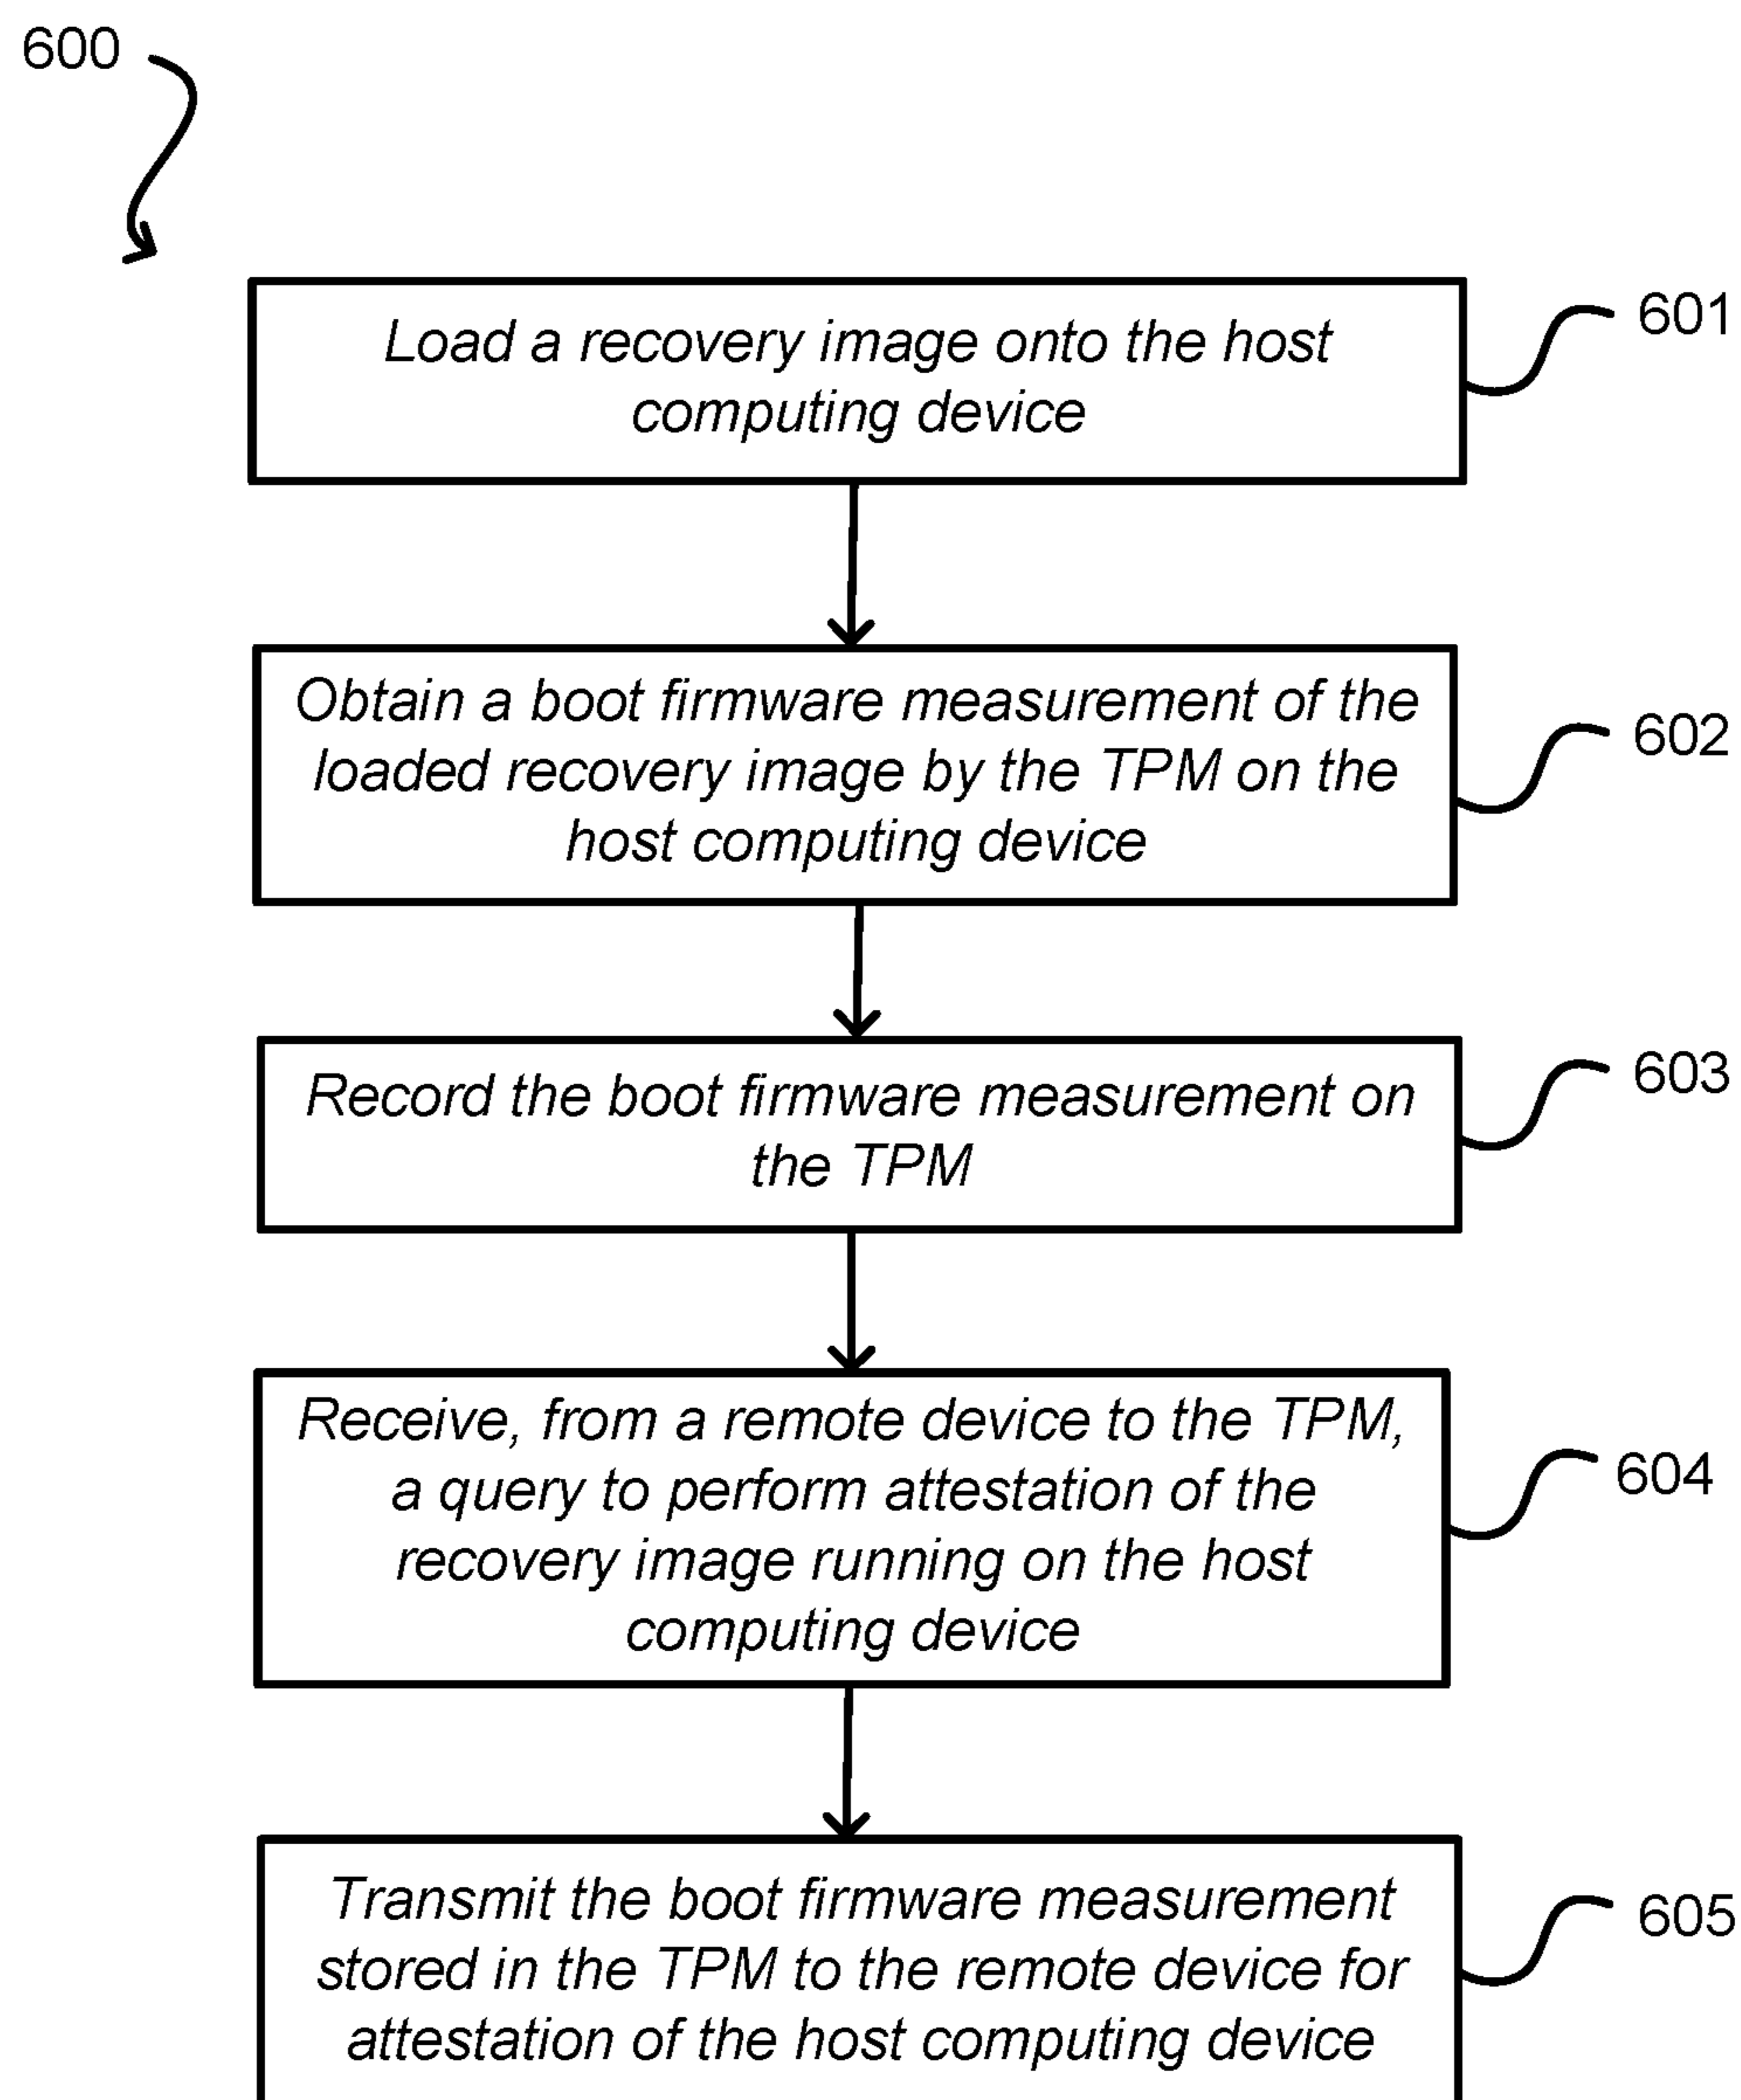 600
Load a recovery image onto the host
computing device
601
Obtain a boot firmware measurement of the
loaded recovery image by the TPM on the
host computing device
602
Record the boot firmware measurement on
the TPM
603
Receive, from a remote device to the TPM,
a query to perform attestation of the
recovery image running on the host
computing device
604
Transmit the boot firmware measurement
stored in the TPM to the remote device for
attestation of the host computing device
605